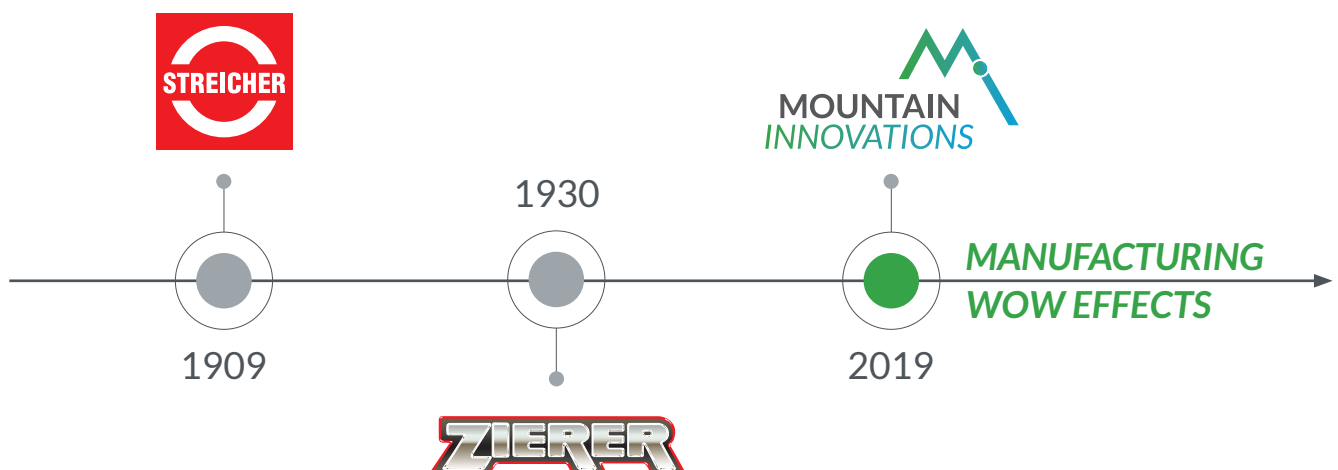 STREICHER
MOUNTAIN
INNOVATIONS
1930
MANUFACTURING
WOW EFFECTS
1909
2019
ZIERER